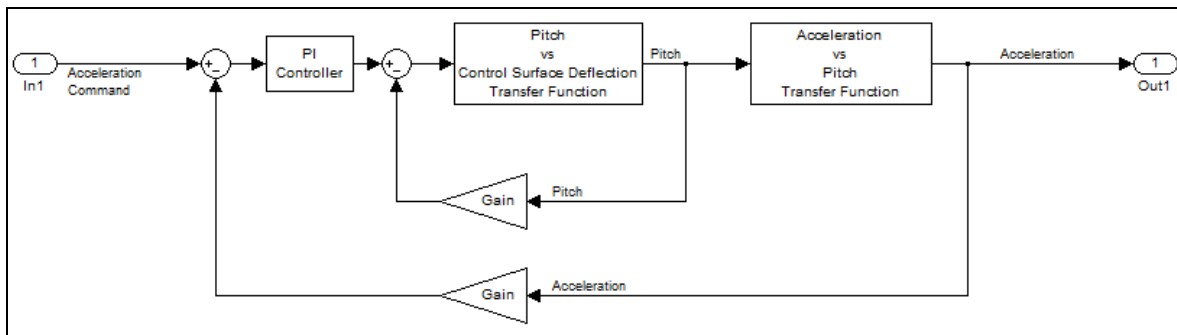 1
In1
Acceleration
Command
+
−
PI
Controller
+
−
Pitch
vs
Control Surface Deflection
Transfer Function
Pitch
Acceleration
vs
Pitch
Transfer Function
Acceleration
1
Out1
Gain
Pitch
Gain
Acceleration